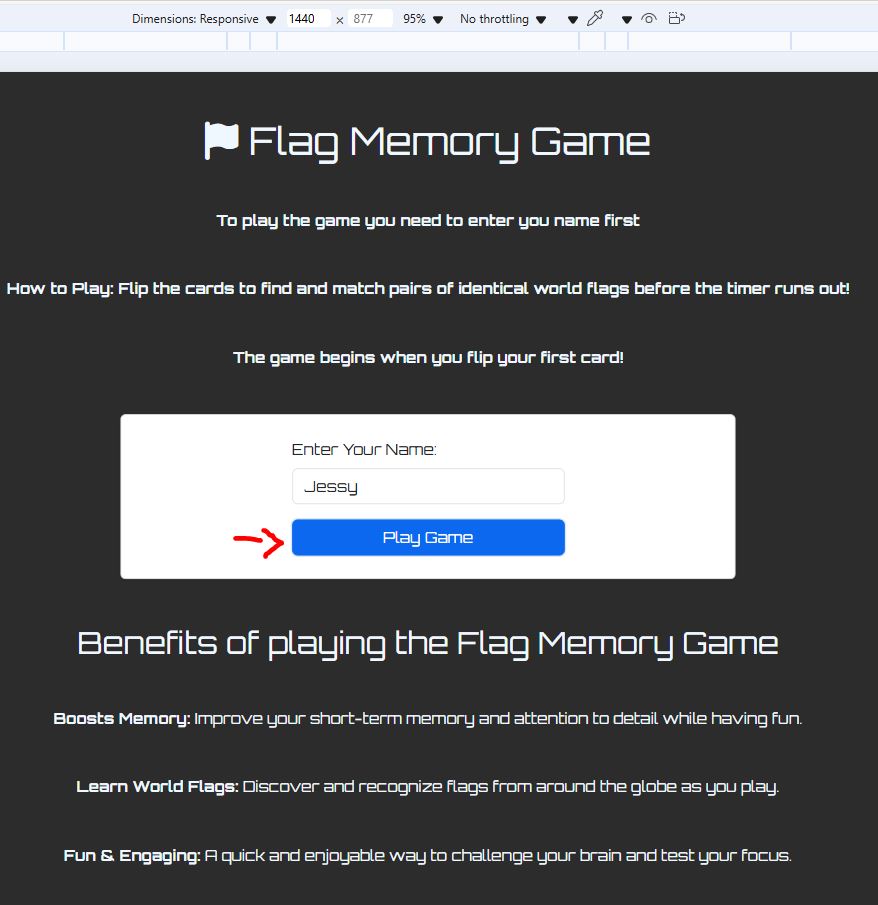 Dimensions: Responsive ▼ 1440 × 877 95% ▼ No throttling ▼
Flag Memory Game
To play the game you need to enter you name first
How to Play: Flip the cards to find and match pairs of identical world flags before the timer runs out!
The game begins when you flip your first card!
Enter Your Name:
Jessy
Play Game
Benefits of playing the Flag Memory Game
Boosts Memory: Improve your short-term memory and attention to detail while having fun.
Learn World Flags: Discover and recognize flags from around the globe as you play.
Fun & Engaging: A quick and enjoyable way to challenge your brain and test your focus.